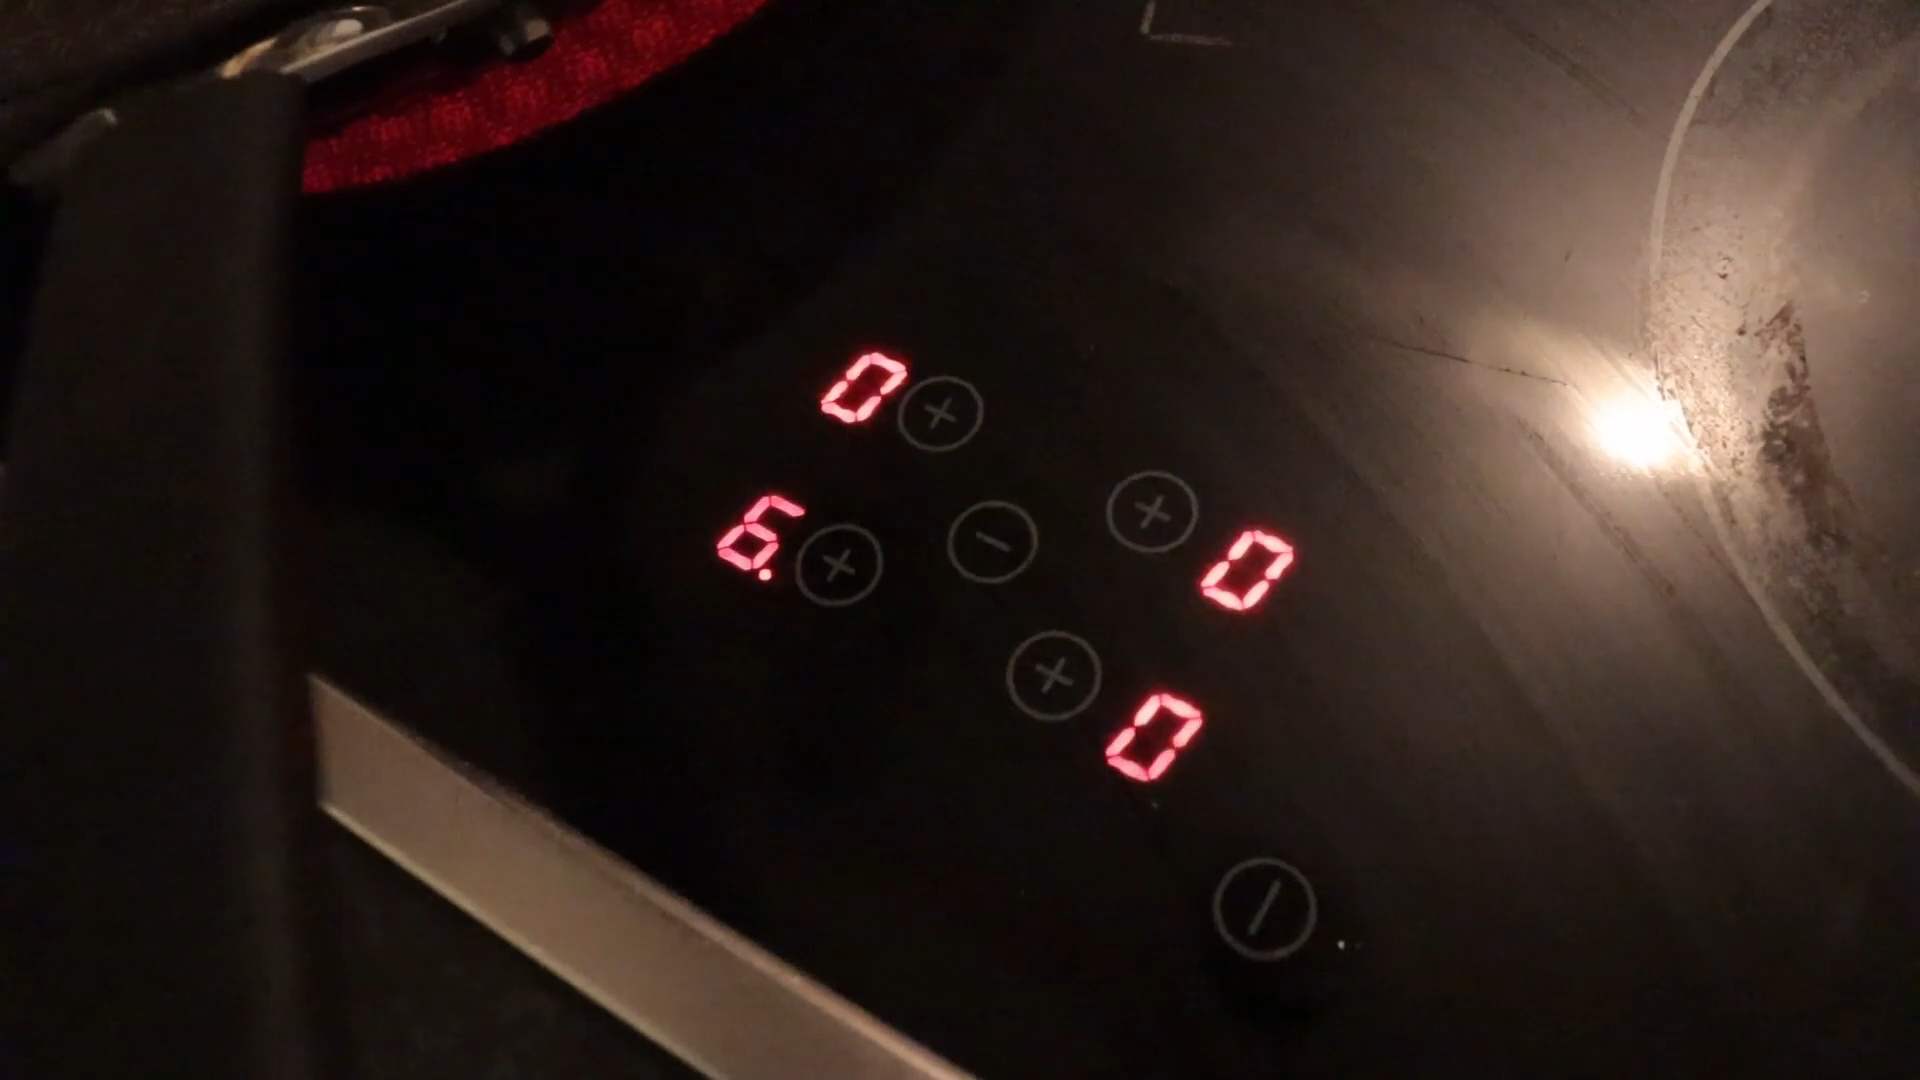 0 +
6. + - + 0
+ 0